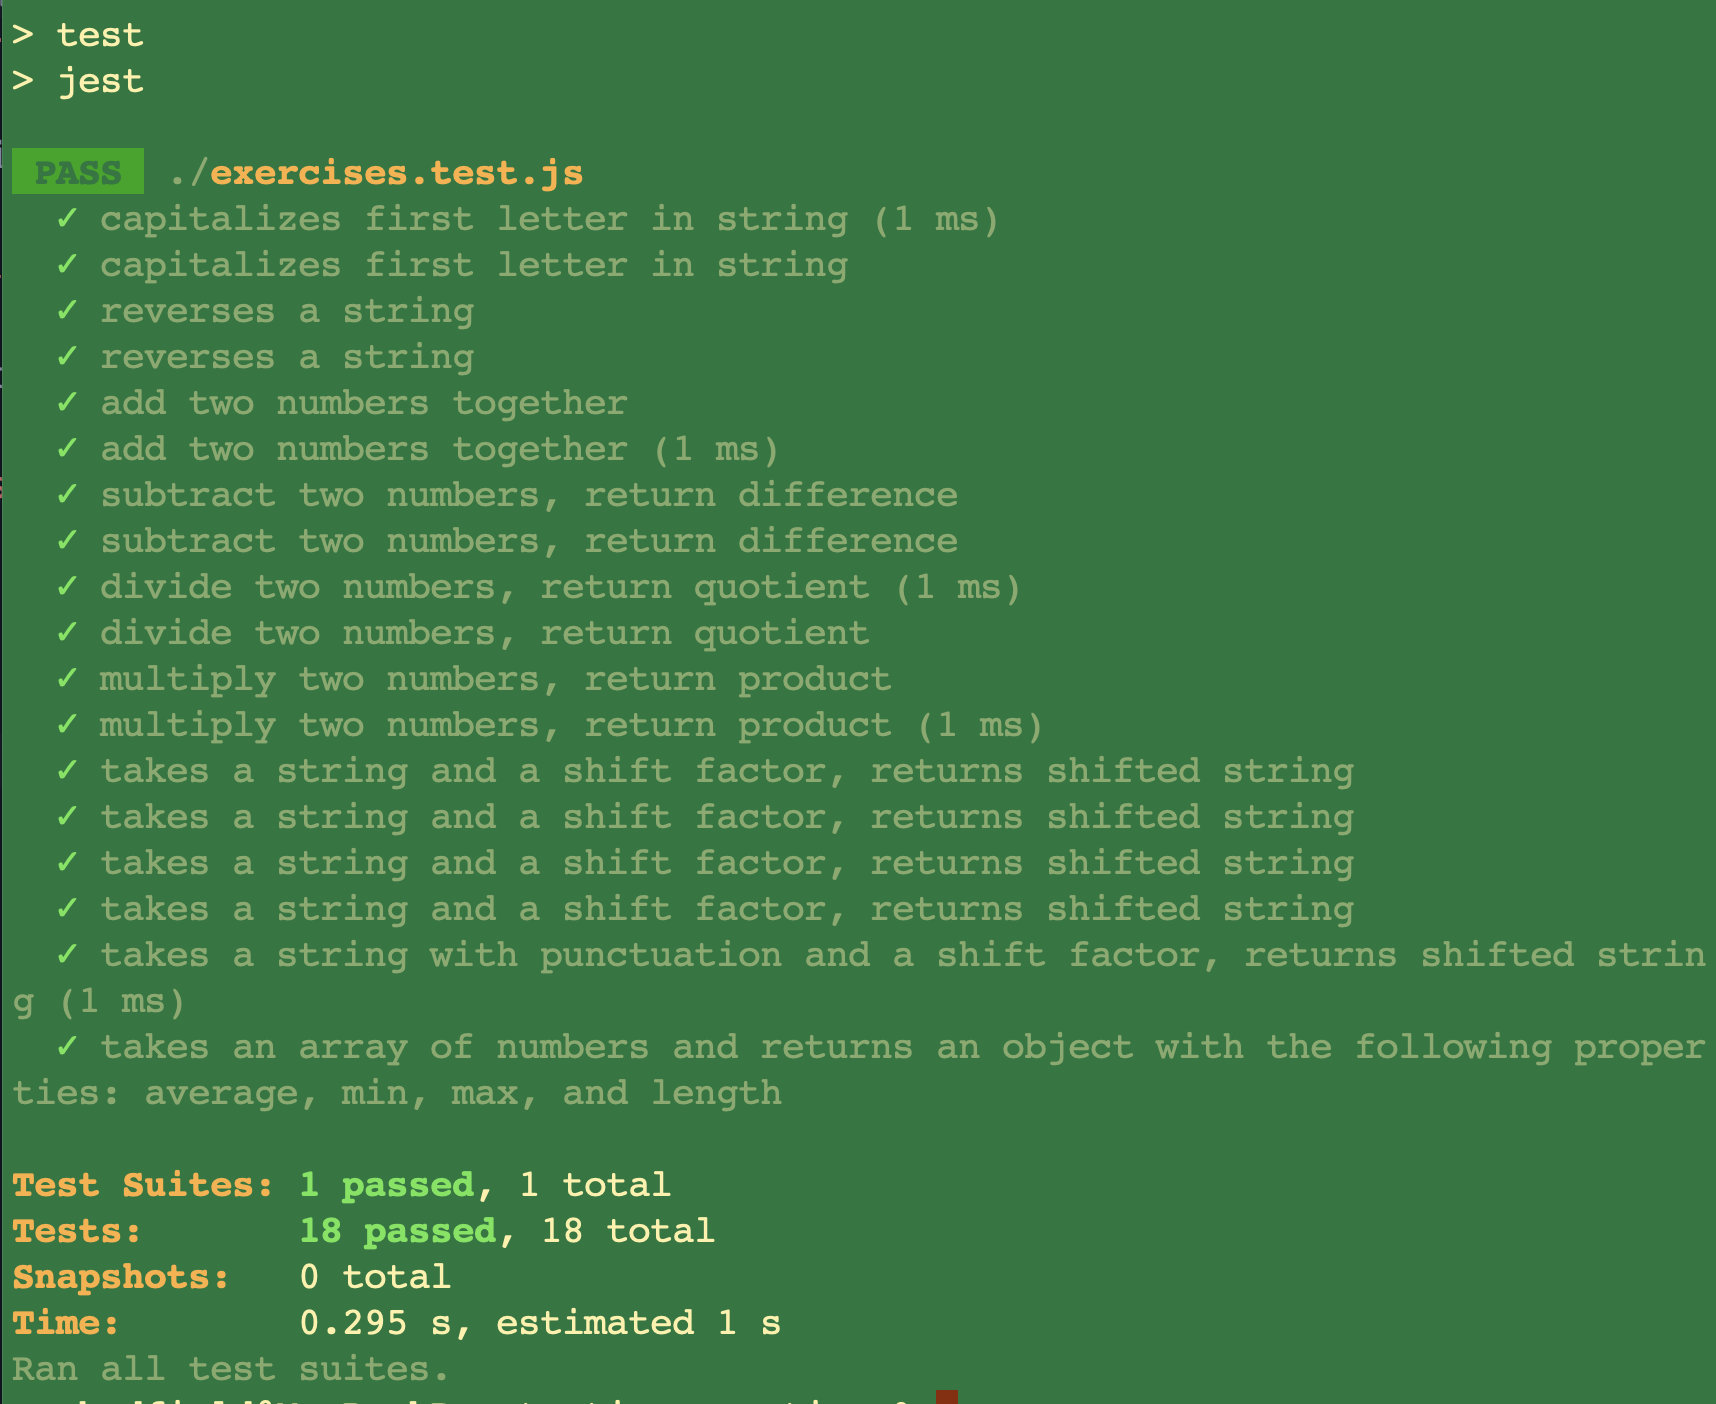 > test
> jest
PASS ./exercises.test.js
✓ capitalizes first letter in string (1 ms)
✓ capitalizes first letter in string
✓ reverses a string
✓ reverses a string
✓ add two numbers together
✓ add two numbers together (1 ms)
✓ subtract two numbers, return difference
✓ subtract two numbers, return difference
✓ divide two numbers, return quotient (1 ms)
✓ divide two numbers, return quotient
✓ multiply two numbers, return product
✓ multiply two numbers, return product (1 ms)
✓ takes a string and a shift factor, returns shifted string
✓ takes a string and a shift factor, returns shifted string
✓ takes a string and a shift factor, returns shifted string
✓ takes a string and a shift factor, returns shifted string
✓ takes a string with punctuation and a shift factor, returns shifted strin
g (1 ms)
✓ takes an array of numbers and returns an object with the following proper
ties: average, min, max, and length
Test Suites: 1 passed, 1 total
Tests: 18 passed, 18 total
Snapshots: 0 total
Time: 0.295 s, estimated 1 s
Ran all test suites.